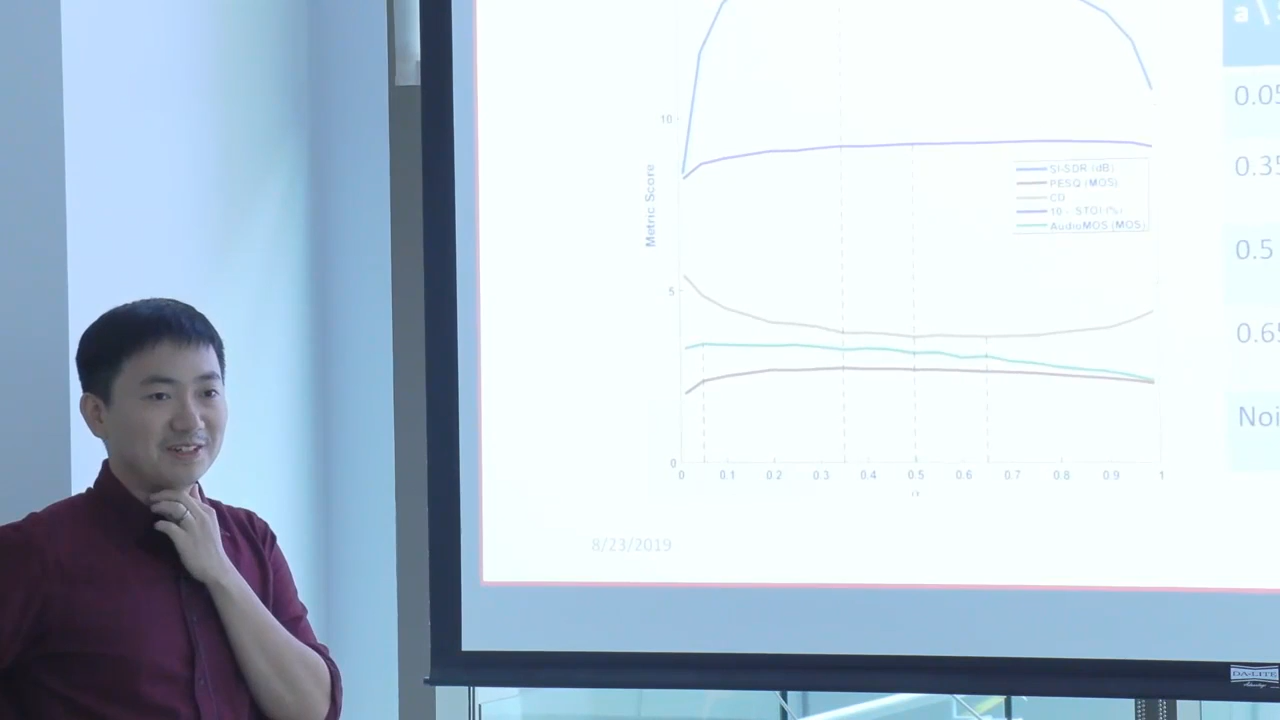 a \
10
Metric Score
SI-SDR (dB)
PESQ (MOS)
CD
STOI (%)
AudioMOS (MOS)
5
0
0 0.1 0.2 0.3 0.4 0.5 0.6 0.7 0.8 0.9 1
α
0.05
0.35
0.5
0.65
Noi
8/23/2019
DA-LITE